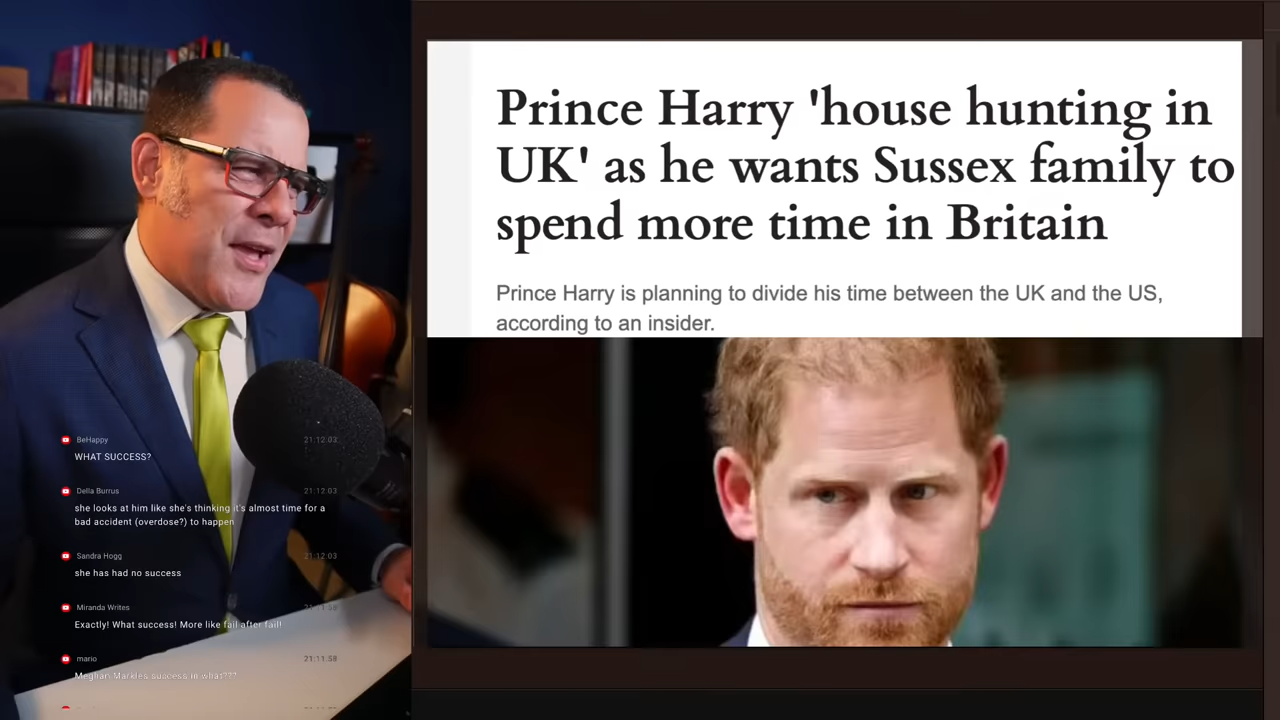 Prince Harry 'house hunting in
UK' as he wants Sussex family to
spend more time in Britain
Prince Harry is planning to divide his time between the UK and the US,
according to an insider.
BeHappy
21:12:03
WHAT SUCCESS?
Della Burrus
21:12:03
she looks at him like she's thinking it's almost time for a
bad accident (overdose?) to happen
Sandra Hogg
21:12:03
she has had no success
Miranda Writes
21:11:58
Exactly! What success! More like fail after fail!
mario
21:11:58
Meghan Markles success in what???